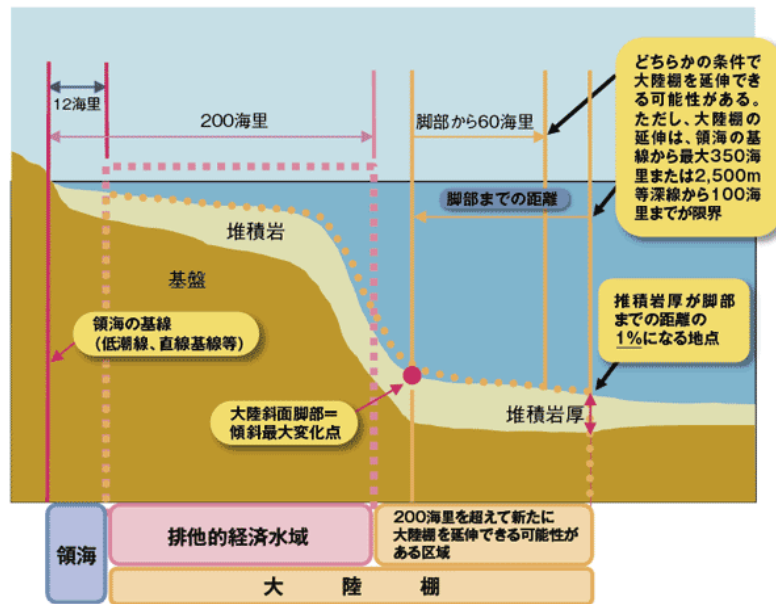 12海里
200海里
脚部から60海里
どちらかの条件で
大陸棚を延伸でき
る可能性がある。
ただし、大陸棚の
延伸は、領海の基
線から最大350海
里または2,500m
等深線から100海
里までが限界
脚部までの距離
堆積岩
基盤
領海の基線
(低潮線、直線基線等)
推積岩厚が脚部
までの距離の
1%になる地点
大陸斜面脚部＝
傾斜最大変化点
堆積岩厚
領海
排他的経済水域
200海里を超えて新たに
大陸棚を延伸できる可能性が
ある区域
大陸棚